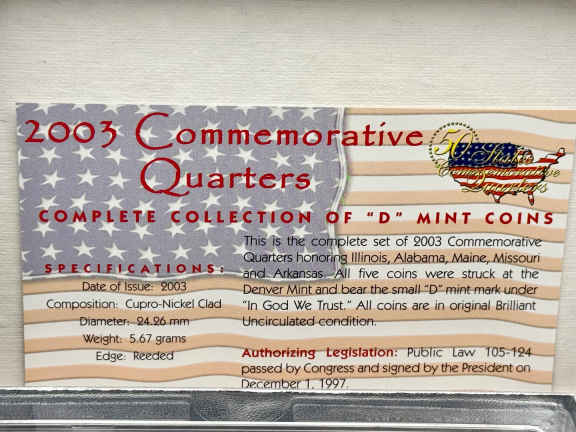 2003 Commemorative
Quarters
50 States
Commemorative
Quarters
COMPLETE COLLECTION OF "D" MINT COINS
SPECIFICATIONS:
Date of Issue: 2003
Composition: Cupro-Nickel Clad
Diameter: 24.26 mm
Weight: 5.67 grams
Edge: Reeded
This is the complete set of 2003 Commemorative
Quarters honoring Illinois, Alabama, Maine, Missouri
and Arkansas. All five coins were struck at the
Denver Mint and bear the small "D" mint mark under
"In God We Trust." All coins are in original Brilliant
Uncirculated condition.
Authorizing Legislation: Public Law 105-124
passed by Congress and signed by the President on
December 1, 1997.